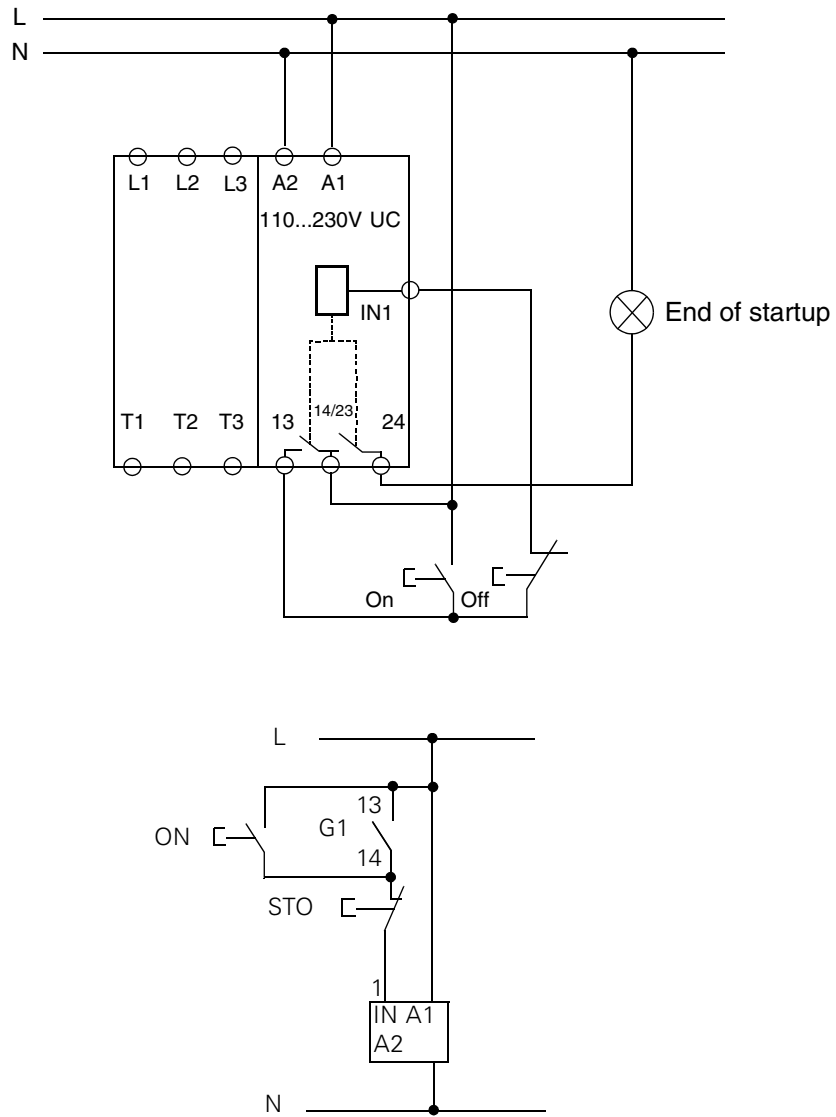 L
N
L1 L2 L3 A2 A1
110...230V UC
IN1
End of startup
T1 T2 T3 13 14/23 24
On Off
L
13
ON G1
14
STO
1
IN A1
A2
N